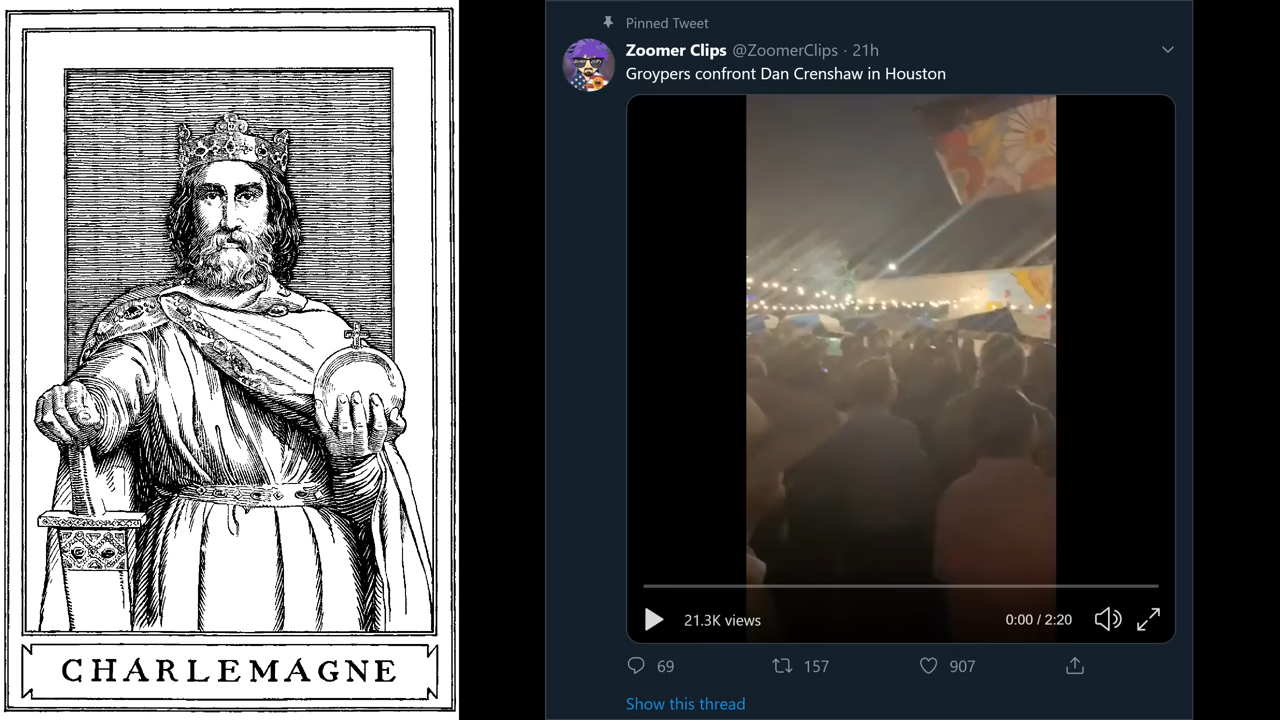 CHARLEMAGNE
Pinned Tweet
Zoomer Clips @ZoomerClips · 21h
Groypers confront Dan Crenshaw in Houston
21.3K views
0:00 / 2:20
69
157
907
Show this thread